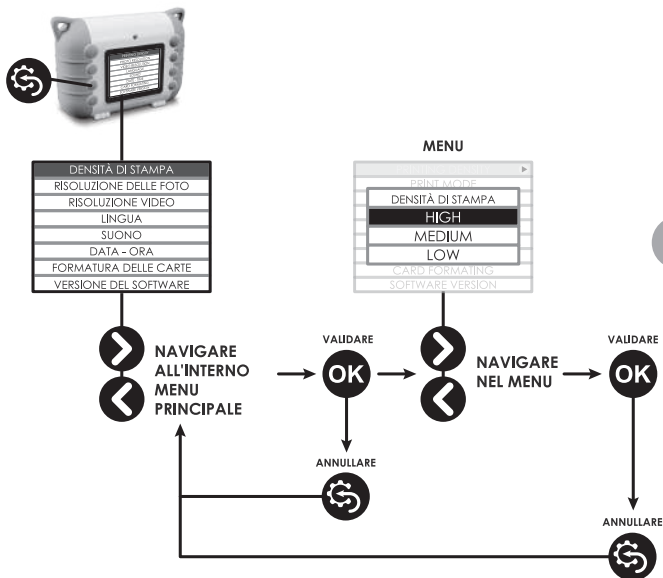 DENSITÀ DI STAMPA
RISOLUZIONE DELLE FOTO
RISOLUZIONE VIDEO
LINGUA
SUONO
DATA - ORA
FORMATURA DELLE CARTE
VERSIONE DEL SOFTWARE
NAVIGARE
ALL'INTERNO
MENU
PRINCIPALE
VALIDARE
OK
ANNULLARE
MENU
PRINT MODE
DENSITÀ DI STAMPA
HIGH
MEDIUM
LOW
CARD FORMATING
SOFTWARE VERSION
NAVIGARE
NEL MENU
VALIDARE
OK
ANNULLARE